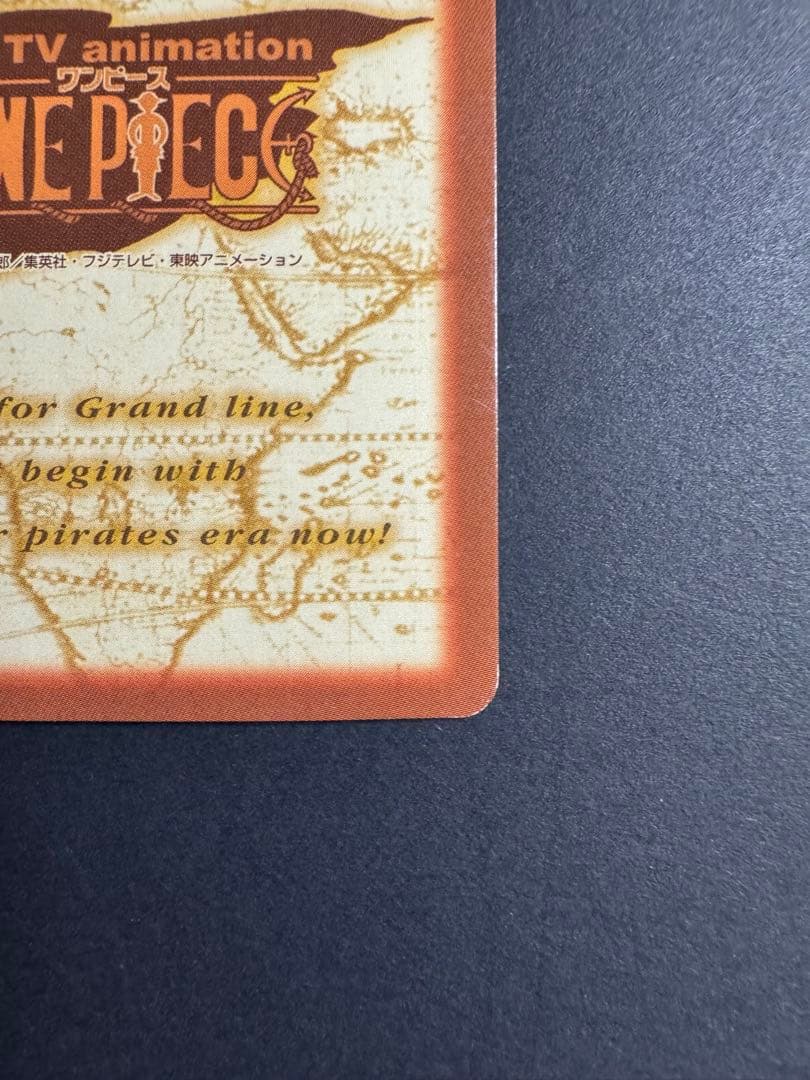 TV animation
ワンピース
NE PIECE
郎/集英社・フジテレビ・東映アニメーション
for Grand line,
t begin with
r pirates era now!